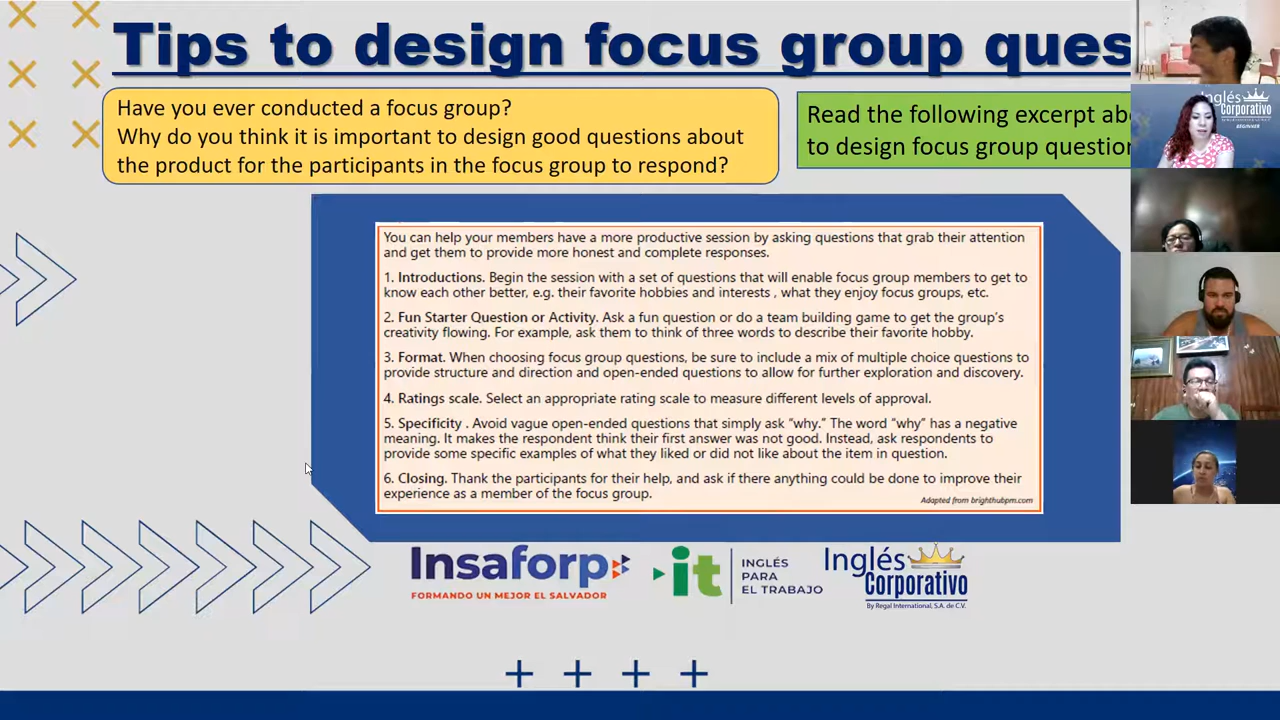 Tips to design focus group ques
Have you ever conducted a focus group?
Why do you think it is important to design good questions about
the product for the participants in the focus group to respond?
Read the following excerpt ab
to design focus group question
You can help your members have a more productive session by asking questions that grab their attention
and get them to provide more honest and complete responses.
1. Introductions. Begin the session with a set of questions that will enable focus group members to get to
know each other better, e.g. their favorite hobbies and interests , what they enjoy focus groups, etc.
2. Fun Starter Question or Activity. Ask a fun question or do a team building game to get the group's
creativity flowing. For example, ask them to think of three words to describe their favorite hobby.
3. Format. When choosing focus group questions, be sure to include a mix of multiple choice questions to
provide structure and direction and open-ended questions to allow for further exploration and discovery.
4. Ratings scale. Select an appropriate rating scale to measure different levels of approval.
5. Specificity . Avoid vague open-ended questions that simply ask “why.” The word “why” has a negative
meaning. It makes the respondent think their first answer was not good. Instead, ask respondents to
provide some specific examples of what they liked or did not like about the item in question.
6. Closing. Thank the participants for their help, and ask if there anything could be done to improve their
experience as a member of the focus group.
Adapted from brighthubpm.com
Insaforp
FORMANDO UN MEJOR EL SALVADOR
it
INGLÉS
PARA
EL TRABAJO
Inglés
Corporativo
By Regal International, S.A. de C.V.
Inglés
Corporativo
BEGINNER